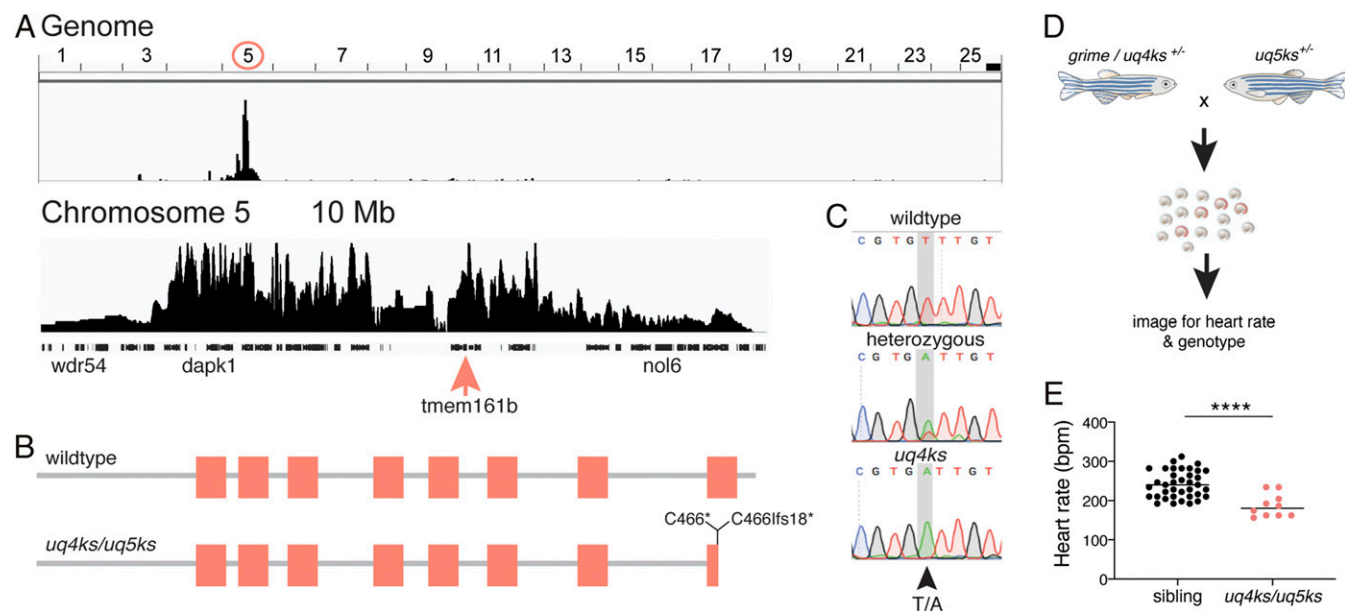 A Genome
1 3 5 7 9 11 13 15 17 19 21 23 25
Chromosome 5 10 Mb
wdr54 dapk1 nol6
tmem161b
B
wildtype
C466* C466Ifs18*
uq4ks/uq5ks
C
wildtype
C G T G T T T G T
heterozygous
C G T G A T T G T
uq4ks
C G T G A T T G T
T/A
D
grime / uq4ks+/- uq5ks+/-
x
image for heart rate
& genotype
E
****
Heart rate (bpm)
400
300
200
100
0
sibling uq4ks/uq5ks